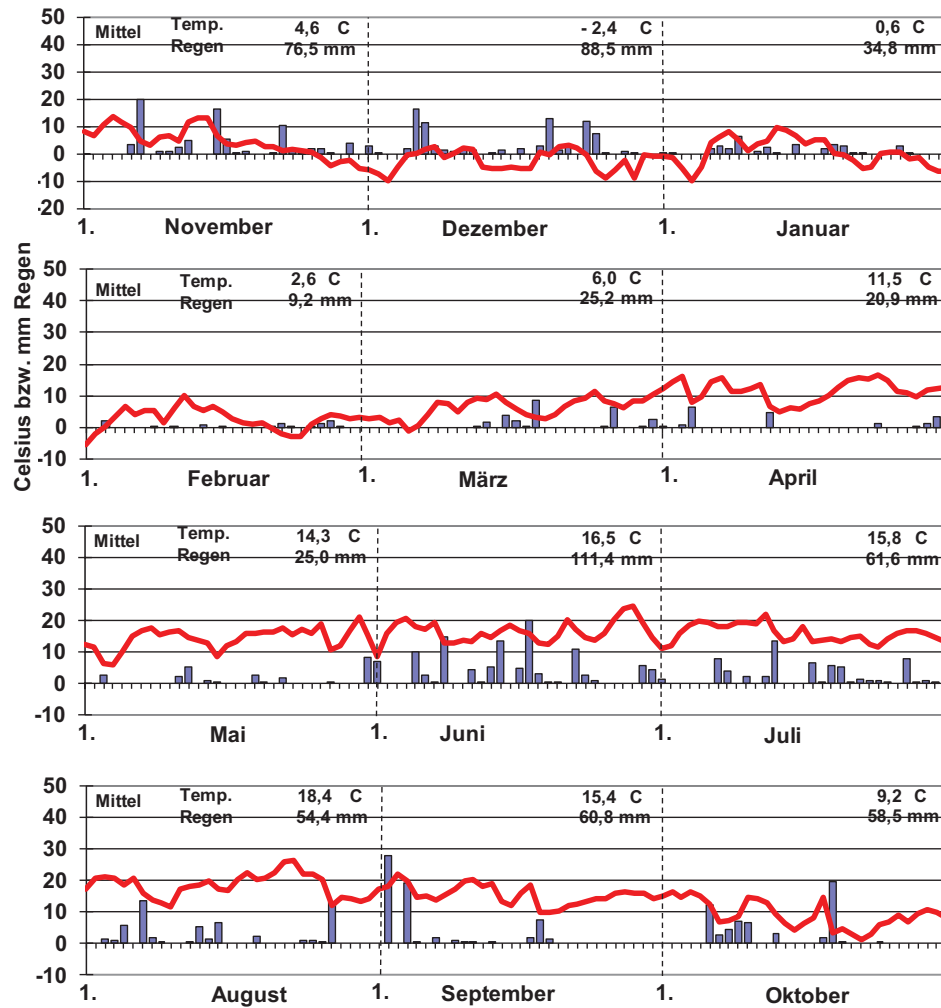 Celsius bzw. mm Regen
50
40
30
20
10
0
-10
-20
Mittel Temp. 4,6 C - 2,4 C 0,6 C
Regen 76,5 mm 88,5 mm 34,8 mm
1. November 1. Dezember 1. Januar
50
40
30
20
10
0
-10
Mittel Temp. 2,6 C 6,0 C 11,5 C
Regen 9,2 mm 25,2 mm 20,9 mm
1. Februar 1. März 1. April
50
40
30
20
10
0
-10
Mittel Temp. 14,3 C 16,5 C 15,8 C
Regen 25,0 mm 111,4 mm 61,6 mm
1. Mai 1. Juni 1. Juli
50
40
30
20
10
0
-10
Mittel Temp. 18,4 C 15,4 C 9,2 C
Regen 54,4 mm 60,8 mm 58,5 mm
1. August 1. September 1. Oktober